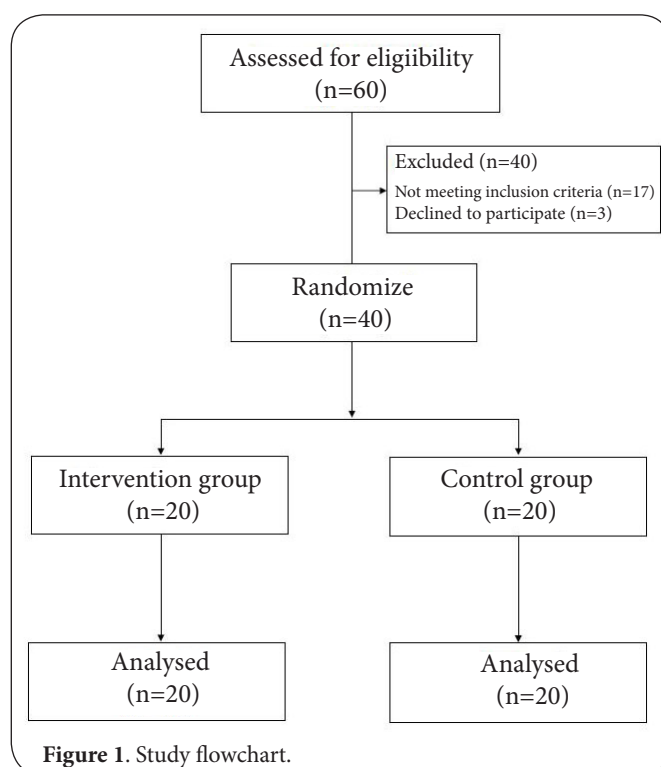 Assessed for eligiibility
(n=60)
Excluded (n=40)
Not meeting inclusion criteria (n=17)
Declined to participate (n=3)
Randomize
(n=40)
Intervention group
(n=20)
Control group
(n=20)
Analysed
(n=20)
Analysed
(n=20)
Figure 1. Study flowchart.